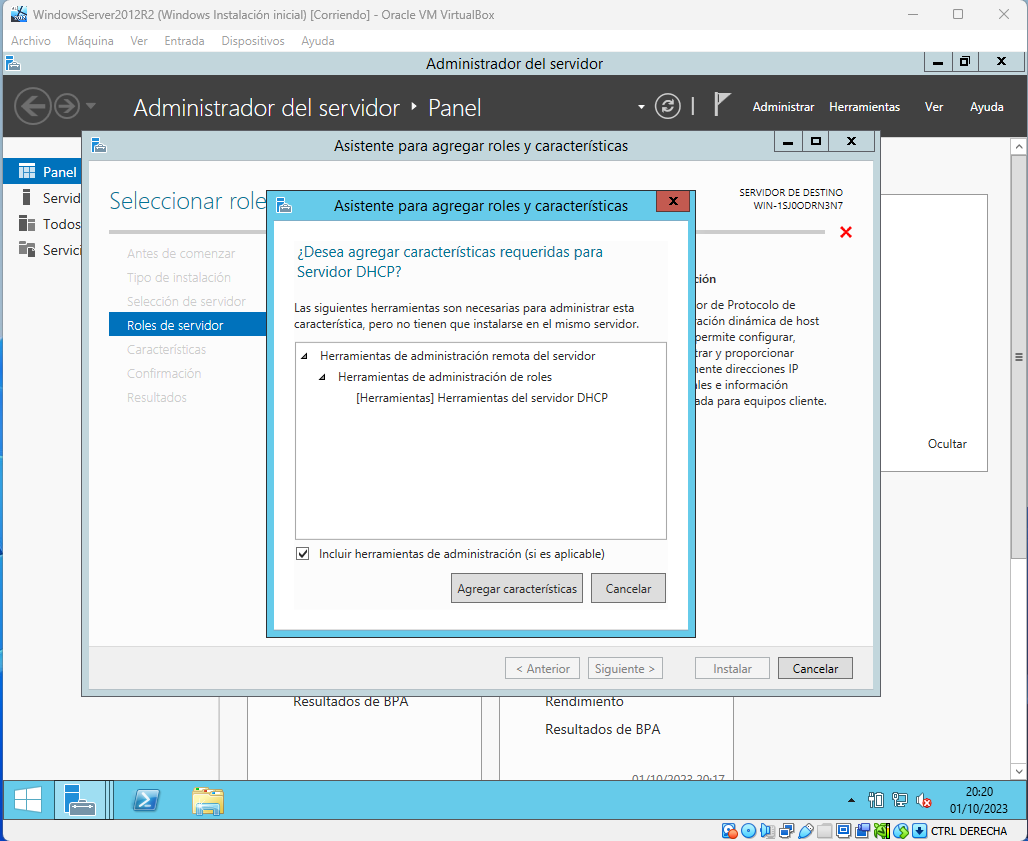 WindowsServer2012R2 (Windows Instalación inicial) [Corriendo] - Oracle VM VirtualBox
Archivo Máquina Ver Entrada Dispositivos Ayuda
Administrador del servidor
Administrador del servidor Panel
Administrar Herramientas Ver Ayuda
Panel
Servid
Todos
Servici
Asistente para agregar roles y características
Seleccionar role
SERVIDOR DE DESTINO
WIN-1SJ0ODRN3N7
Antes de comenzar
Tipo de instalación
Selección de servidor
Roles de servidor
Características
Confirmación
Resultados
Asistente para agregar roles y características
¿Desea agregar características requeridas para
Servidor DHCP?
Las siguientes herramientas son necesarias para administrar esta
característica, pero no tienen que instalarse en el mismo servidor.
Herramientas de administración remota del servidor
Herramientas de administración de roles
[Herramientas] Herramientas del servidor DHCP
Incluir herramientas de administración (si es aplicable)
Agregar características Cancelar
ción
or de Protocolo de
ración dinámica de host
permite configurar,
trar y proporcionar
mente direcciones IP
ales e información
ada para equipos cliente.
Ocultar
< Anterior Siguiente > Instalar Cancelar
Resultados de BPA
Rendimiento
Resultados de BPA
01/10/2023 20:17
20:20
01/10/2023
CTRL DERECHA